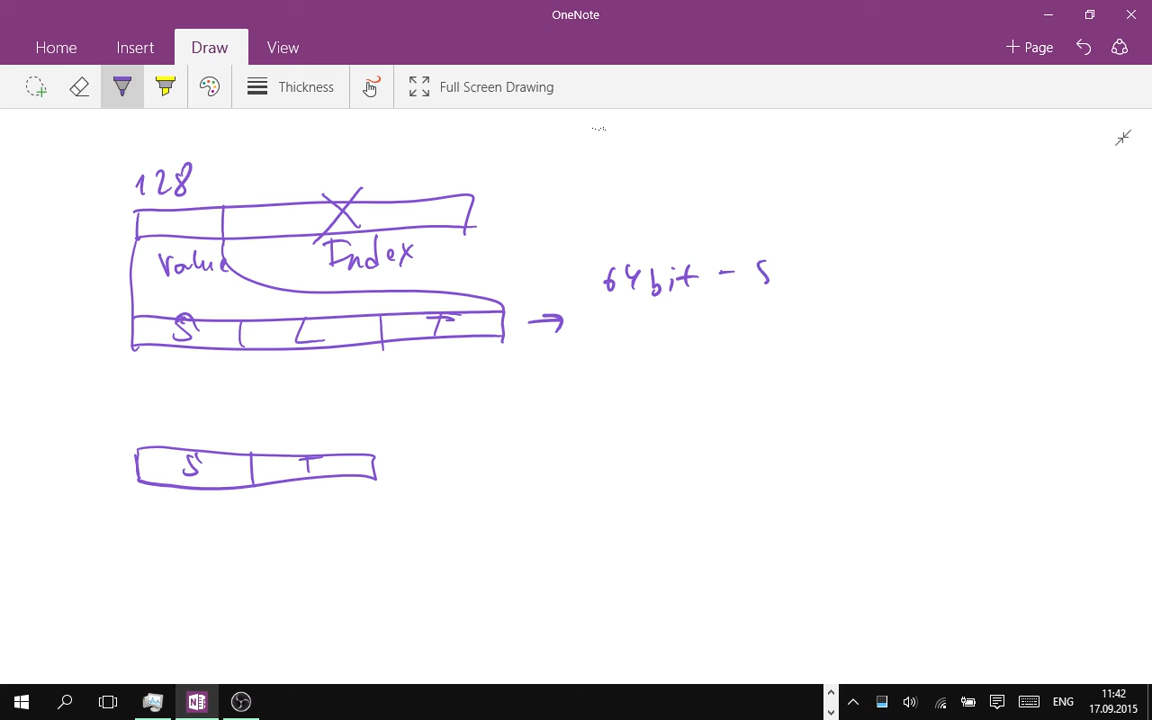 OneNote
Home Insert Draw View Page
Thickness Full Screen Drawing
128
Value Index
64bit - S
S L T
S T
ENG 11:42
17.09.2015